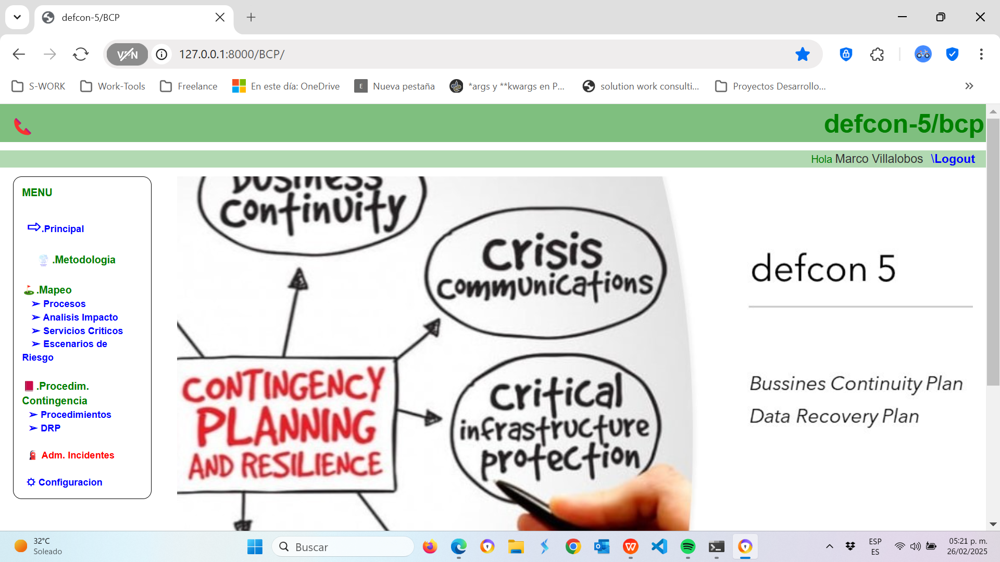 defcon-5/BCP
VPN
127.0.0.1:8000/BCP/
S-WORK
Work-Tools
Freelance
En este día: OneDrive
E
Nueva pestaña
*args y **kwargs en P...
solution work consulti...
Proyectos Desarrollo...
defcon-5/bcp
Hola Marco Villalobos \Logout
MENU
.Principal
.Metodologia
.Mapeo
➢ Procesos
➢ Analisis Impacto
➢ Servicios Criticos
➢ Escenarios de
Riesgo
.Procedim.
Contingencia
➢ Procedimientos
➢ DRP
Adm. Incidentes
Configuracion
Business
continuity
Crisis
communications
CONTINGENCY
PLANNING
AND RESILIENCE
critical
infrastructure
protection
defcon 5
Bussines Continuity Plan
Data Recovery Plan
32°C
Soleado
Buscar
ESP
ES
05:21 p. m.
26/02/2025